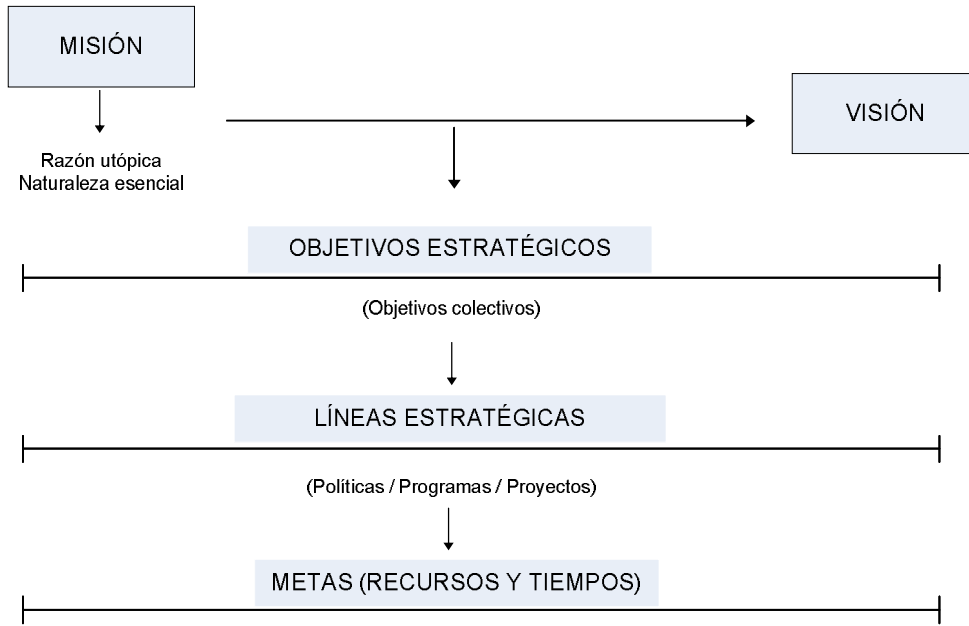 MISIÓN
VISIÓN
Razón utópica
Naturaleza esencial
OBJETIVOS ESTRATÉGICOS
(Objetivos colectivos)
LÍNEAS ESTRATÉGICAS
(Políticas / Programas / Proyectos)
METAS (RECURSOS Y TIEMPOS)